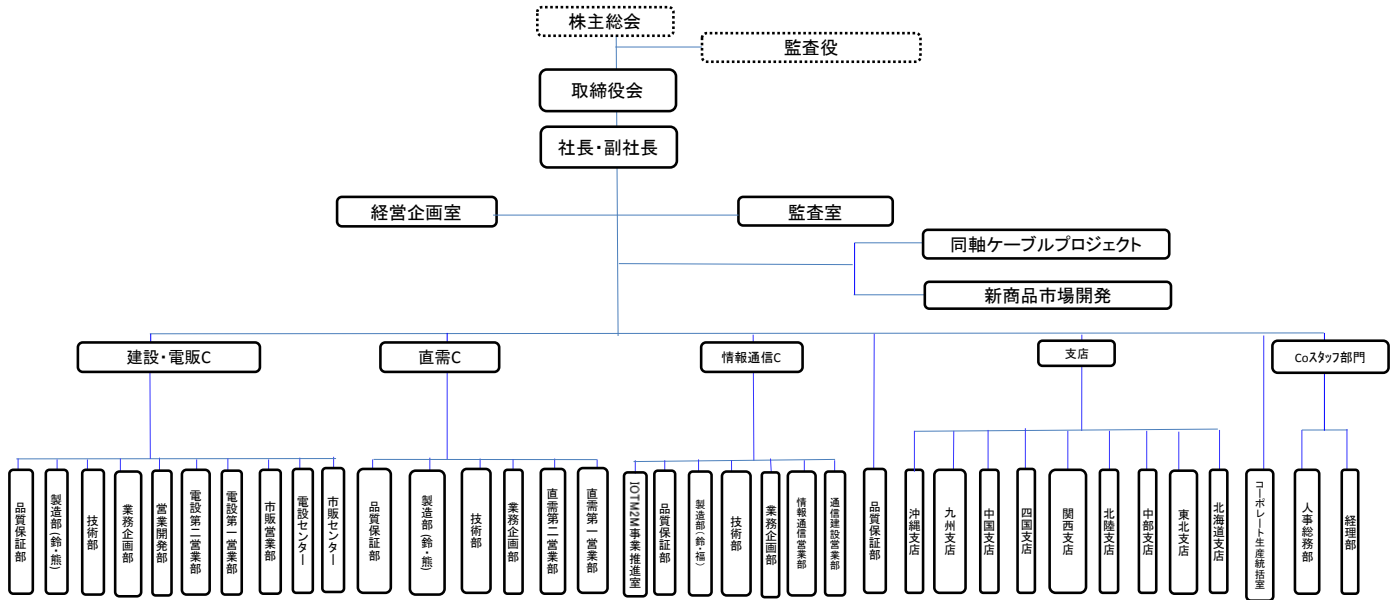 株主総会
監査役
取締役会
社長・副社長
経営企画室
監査室
同軸ケーブルプロジェクト
新商品市場開発
建設・電販C
直需C
情報通信C
支店
Coスタッフ部門
品質保証部
製造部(鈴・熊)
技術部
業務企画部
営業開発部
電設第二営業部
電設第一営業部
市販営業部
電設センター
市販センター
品質保証部
製造部(鈴・熊)
技術部
業務企画部
直需第二営業部
直需第一営業部
IOTM2M事業推進室
品質保証部
製造部(鈴・福)
技術部
業務企画部
情報通信営業部
通信建設営業部
品質保証部
沖縄支店
九州支店
中国支店
四国支店
関西支店
北陸支店
中部支店
東北支店
北海道支店
コーポレート生産統括室
人事総務部
経理部